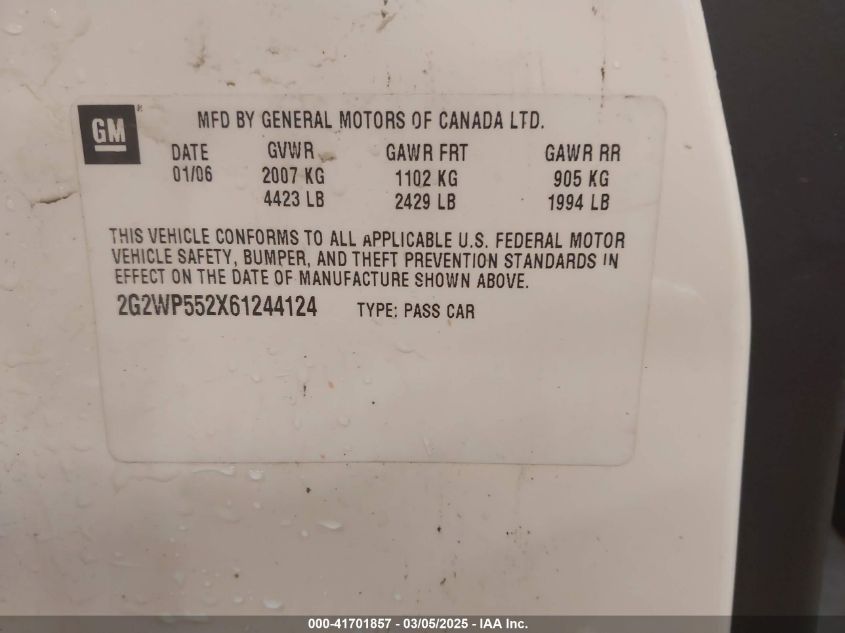 GM®
MFD BY GENERAL MOTORS OF CANADA LTD.
DATE GVWR GAWR FRT GAWR RR
01/06 2007 KG 1102 KG 905 KG
4423 LB 2429 LB 1994 LB
THIS VEHICLE CONFORMS TO ALL APPLICABLE U.S. FEDERAL MOTOR
VEHICLE SAFETY, BUMPER, AND THEFT PREVENTION STANDARDS IN
EFFECT ON THE DATE OF MANUFACTURE SHOWN ABOVE.
2G2WP552X61244124 TYPE: PASS CAR
000-41701857 - 03/05/2025 - IAA Inc.